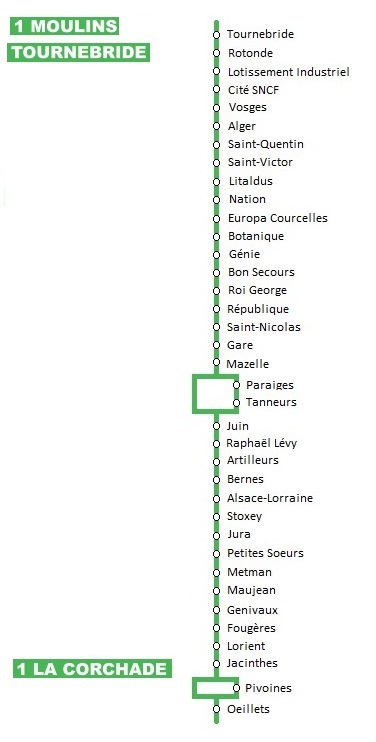 1 MOULINS
TOURNEBRIDE
Tournebride
Rotonde
Lotissement Industriel
Cité SNCF
Vosges
Alger
Saint-Quentin
Saint-Victor
Litaldus
Nation
Europa Courcelles
Botanique
Génie
Bon Secours
Roi George
République
Saint-Nicolas
Gare
Mazelle
Paraiges
Tanneurs
Juin
Raphaël Lévy
Artilleurs
Bernes
Alsace-Lorraine
Stoxey
Jura
Petites Soeurs
Metman
Maujean
Genivaux
Fougères
Lorient
Jacinthes
1 LA CORCHADE
Pivoines
Oeillets